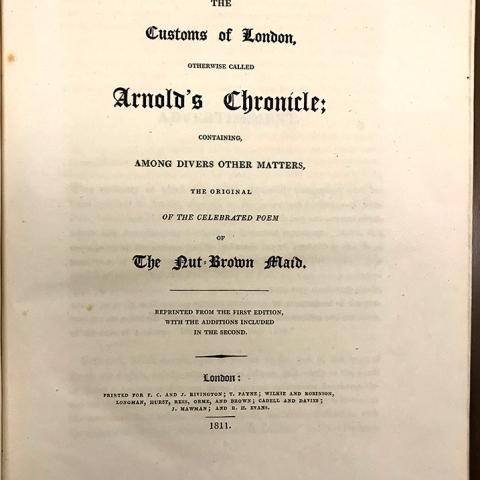 THE
Customs of London,
OTHERWISE CALLED
Arnold's Chronicle;
CONTAINING,
AMONG DIVERS OTHER MATTERS,
THE ORIGINAL
OF THE CELEBRATED POEM
OF
The Nut-Brown Maid.
REPRINTED FROM THE FIRST EDITION,
WITH THE ADDITIONS INCLUDED
IN THE SECOND.
London:
PRINTED FOR F. C. AND J. RIVINGTON; T. PAYNE; WILKIE AND ROBINSON,
LONGMAN, HURST, REES, ORME, AND BROWN; CADELL AND DAVIES;
J. MAWMAN; AND R. H. EVANS.
1811.